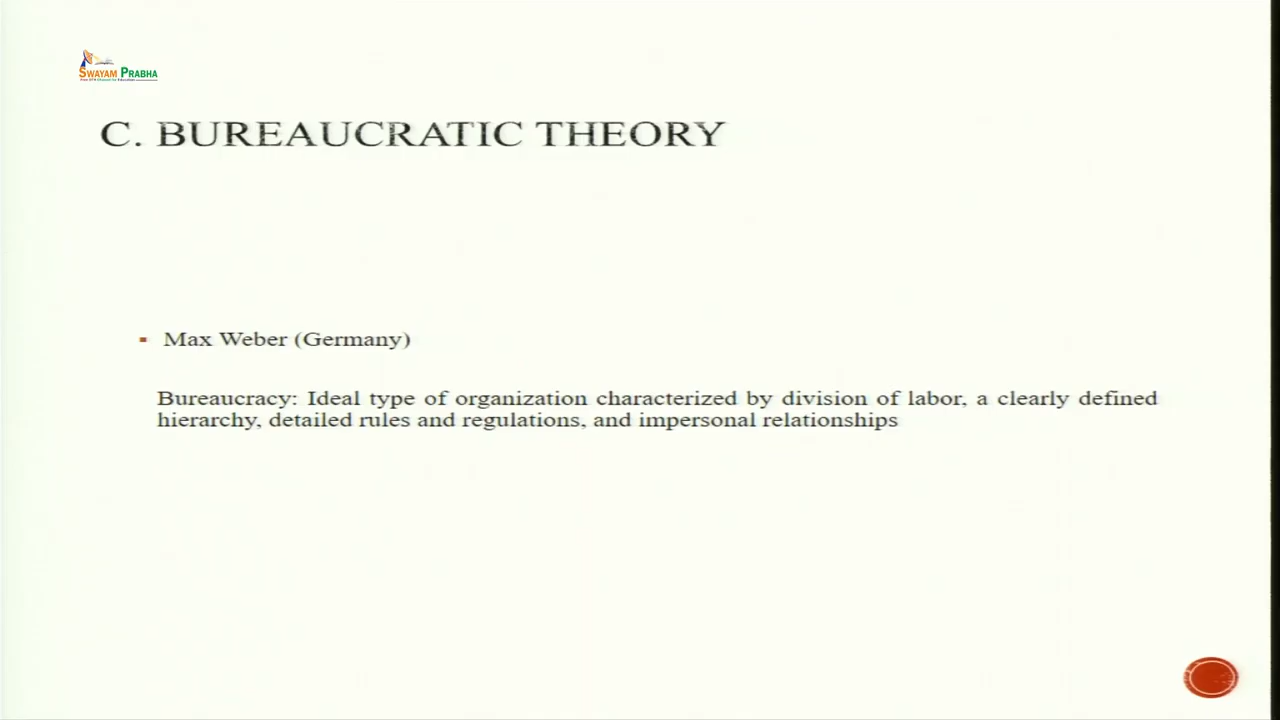 SWAYAM PRABHA
C. BUREAUCRATIC THEORY
Max Weber (Germany)
Bureaucracy: Ideal type of organization characterized by division of labor, a clearly defined
hierarchy, detailed rules and regulations, and impersonal relationships